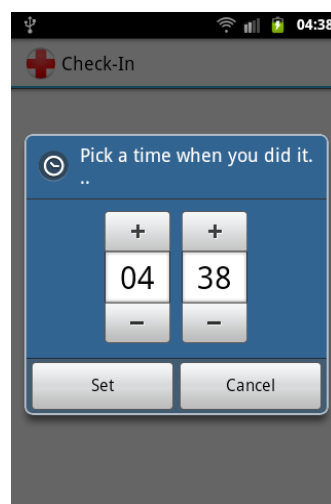 04:38
Check-In
Pick a time when you did it.
..
+ +
04 38
− −
Set Cancel